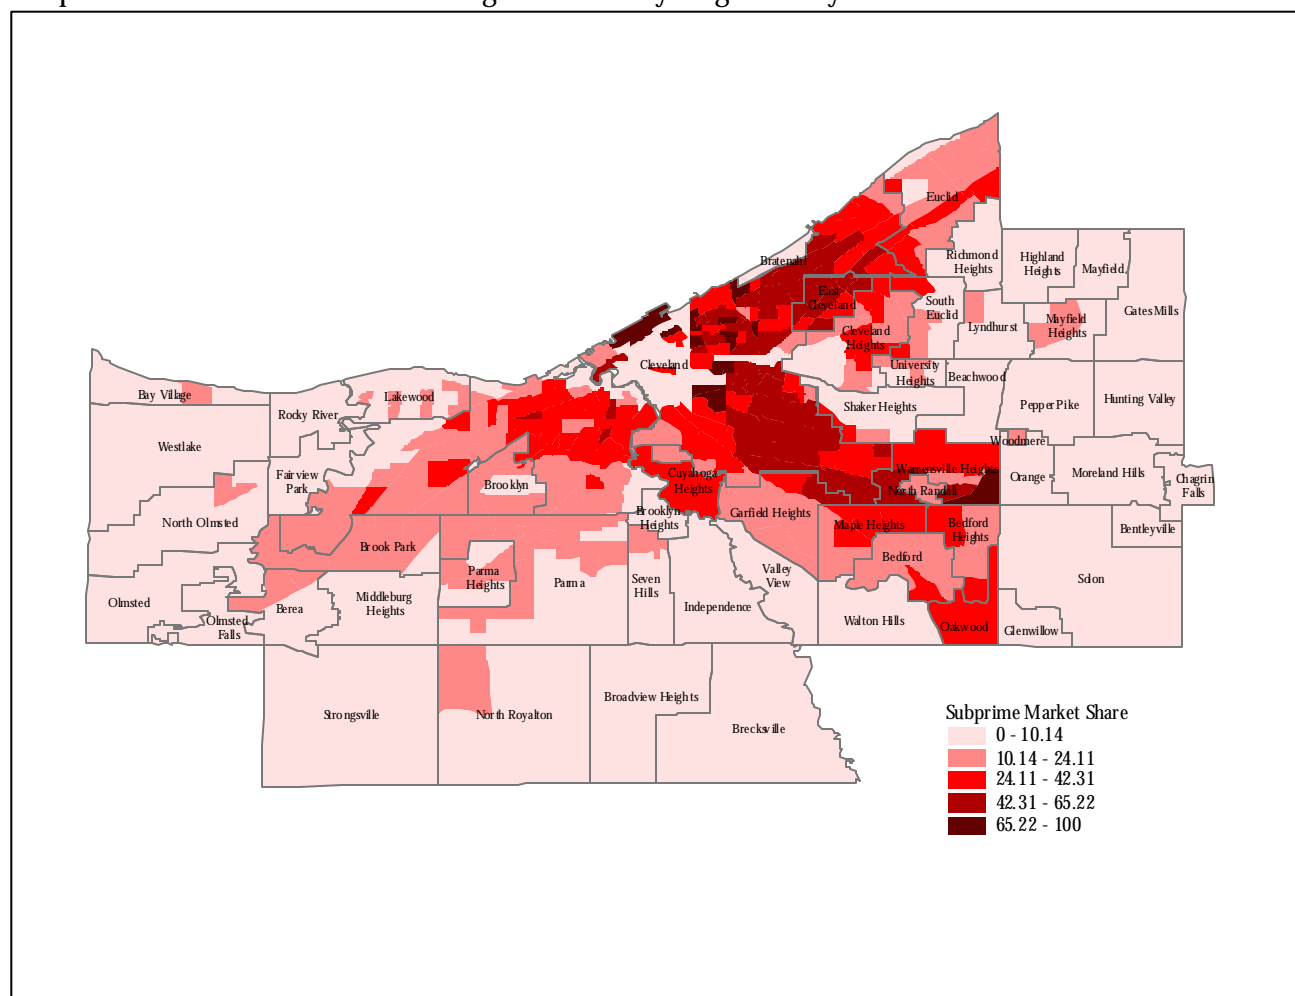 Euclid
Bratenahl
Richmond
Heights
Highland
Heights
Mayfield
Gates Mills
East
Cleveland
South
Euclid
Lyndhurst
Mayfield
Heights
Cleveland
Heights
Cleveland
University
Heights
Beachwood
Bay Village
Lakewood
Rocky River
Shaker Heights
Pepper Pike
Hunting Valley
Westlake
Woodmere
Fairview
Park
Brooklyn
Cuyahoga
Heights
Warrensville Heights
North Randall
Orange
Moreland Hills
Chagrin
Falls
North Olmsted
Brooklyn
Heights
Garfield Heights
Maple Heights
Bedford
Heights
Bentleyville
Brook Park
Parma
Heights
Parma
Seven
Hills
Valley
View
Bedford
Solon
Olmsted
Olmsted
Falls
Berea
Middleburg
Heights
Independence
Walton Hills
Oakwood
Glenwillow
Strongsville
North Royalton
Broadview Heights
Brecksville
Subprime Market Share
0 - 10.14
10.14 - 24.11
24.11 - 42.31
42.31 - 65.22
65.22 - 100